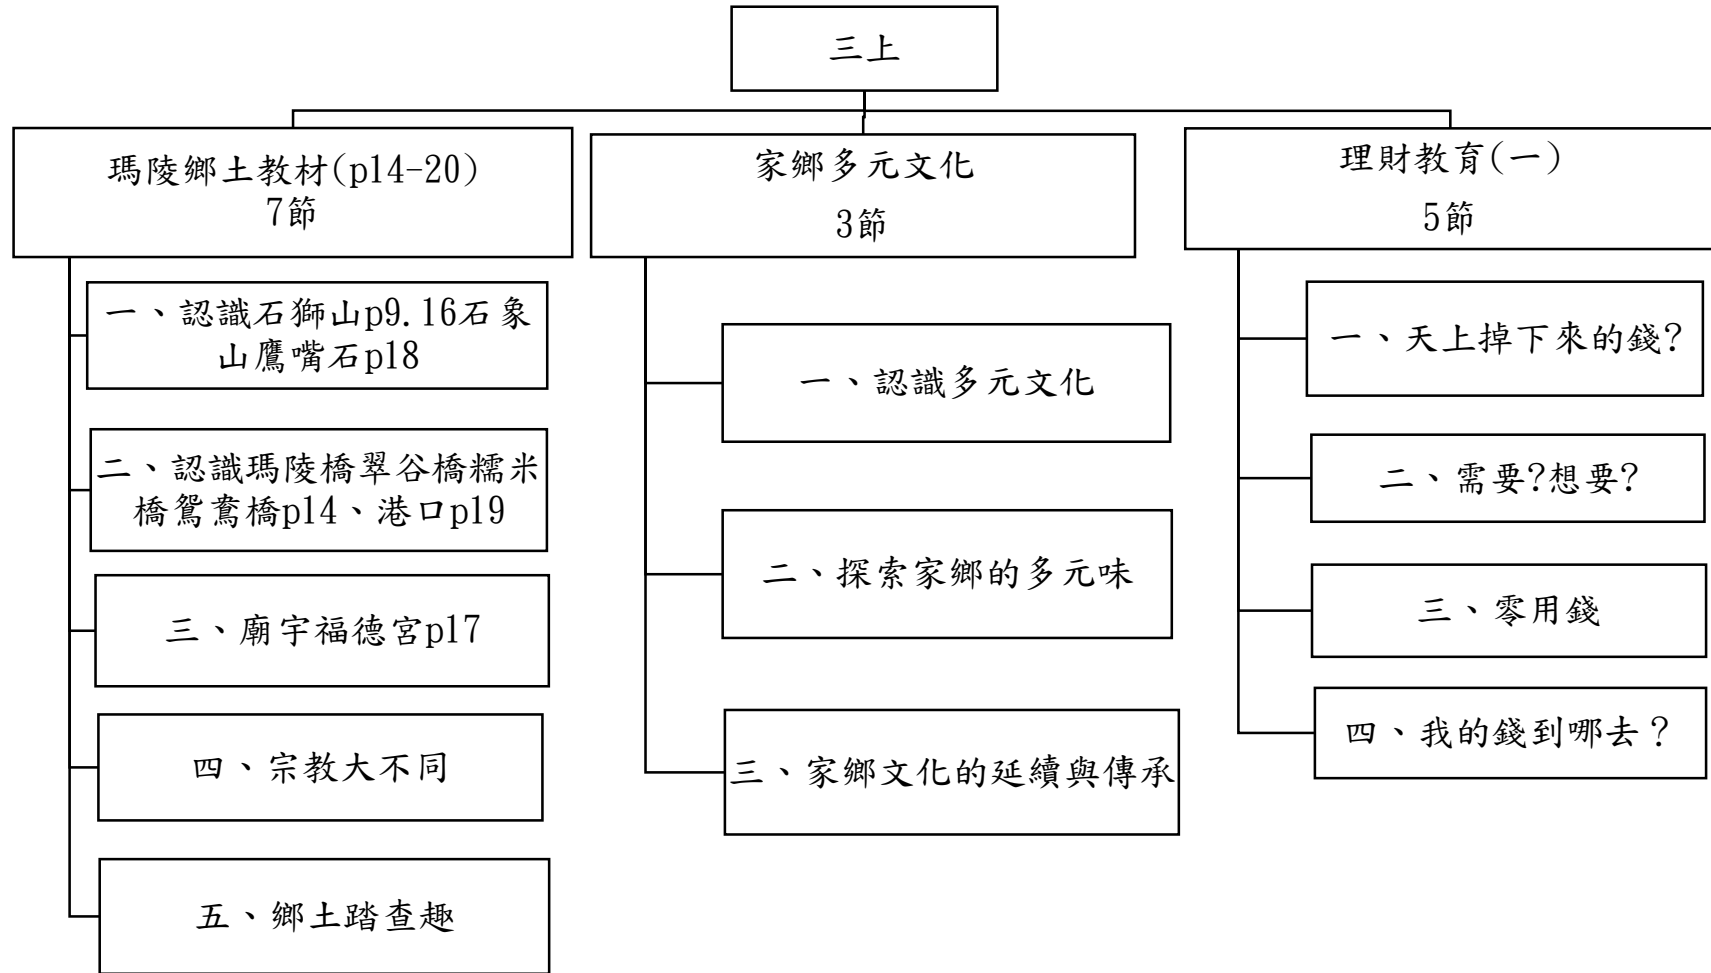 三上
瑪陵鄉土教材(p14-20)
7節
一、認識石獅山p9.16石象
山鷹嘴石p18
二、認識瑪陵橋翠谷橋糯米
橋鴛鴦橋p14、港口p19
三、廟宇福德宮p17
四、宗教大不同
五、鄉土踏查趣
家鄉多元文化
3節
一、認識多元文化
二、探索家鄉的多元味
三、家鄉文化的延續與傳承
理財教育(一)
5節
一、天上掉下來的錢?
二、需要?想要?
三、零用錢
四、我的錢到哪去？